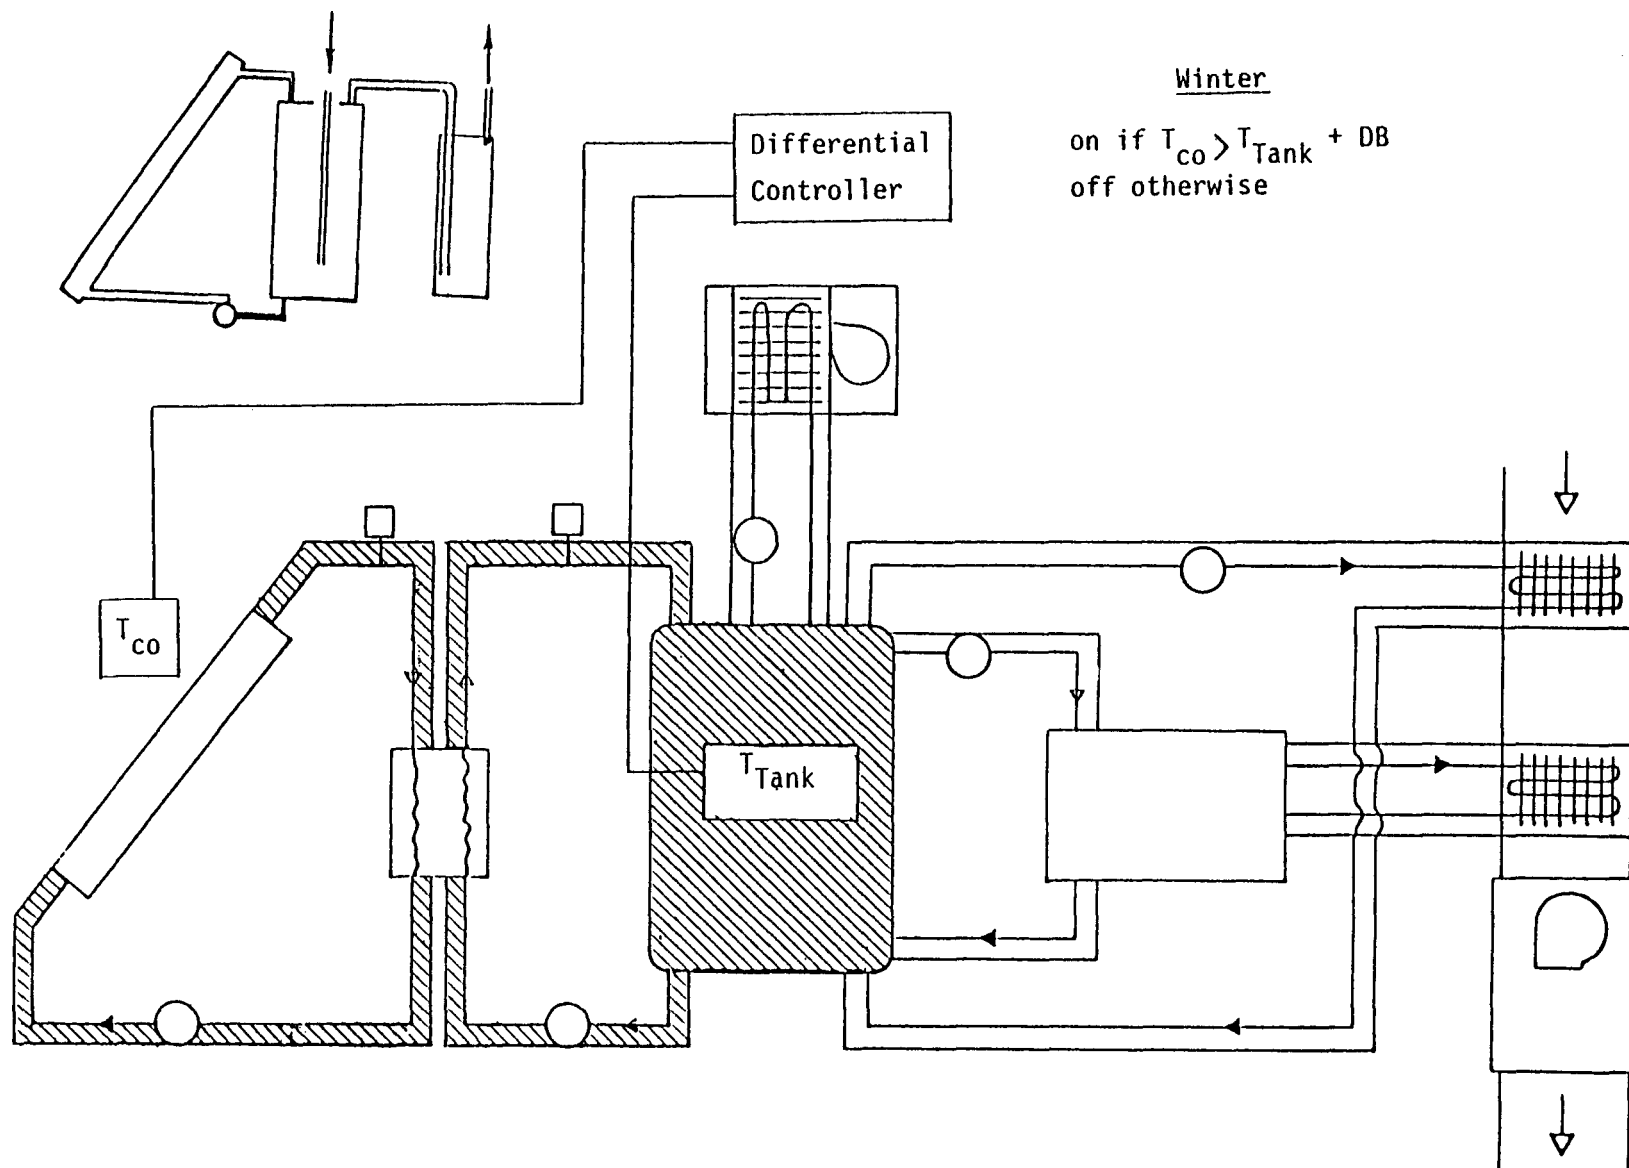 Winter
on if T_co > T_Tank + DB
off otherwise
Differential
Controller
T_co
T_Tank